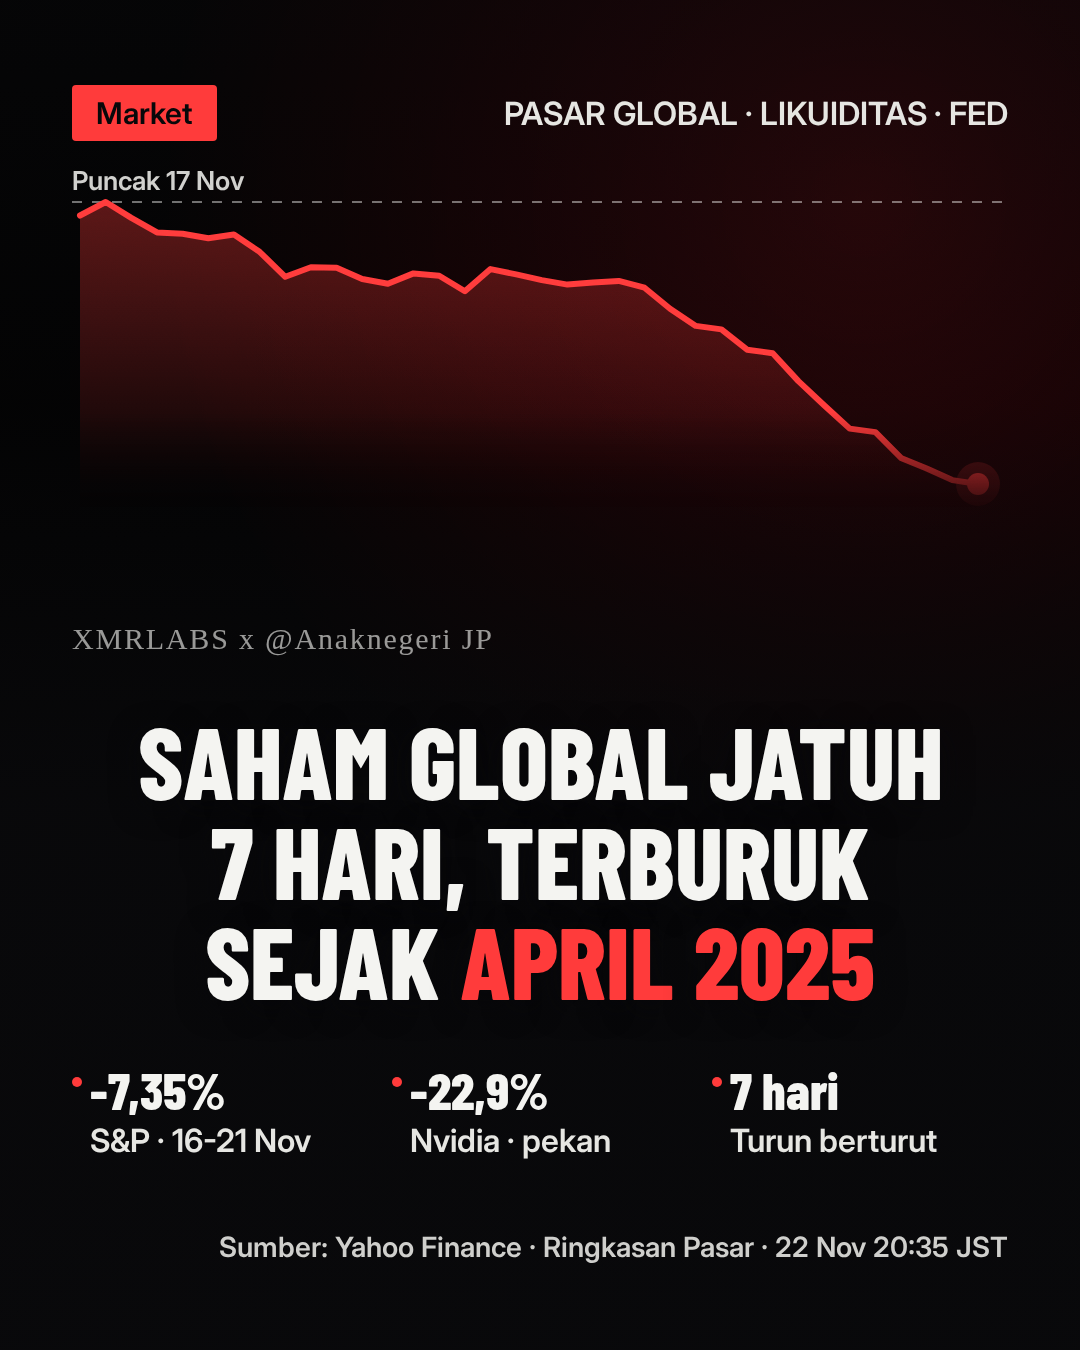 Market
PASAR GLOBAL · LIKUIDITAS · FED
Puncak 17 Nov
XMRLABS x @Anaknegeri JP
SAHAM GLOBAL JATUH
7 HARI, TERBURUK
SEJAK APRIL 2025
-7,35%
S&P · 16-21 Nov
-22,9%
Nvidia · pekan
7 hari
Turun berturut
Sumber: Yahoo Finance · Ringkasan Pasar · 22 Nov 20:35 JST